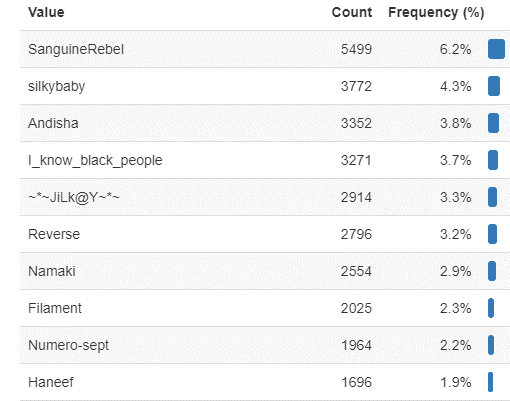 Value Count Frequency (%)
SanguineRebel 5499 6.2%
silkybaby 3772 4.3%
Andisha 3352 3.8%
I_know_black_people 3271 3.7%
~*~JiLk@Y~*~ 2914 3.3%
Reverse 2796 3.2%
Namaki 2554 2.9%
Filament 2025 2.3%
Numero-sept 1964 2.2%
Haneef 1696 1.9%